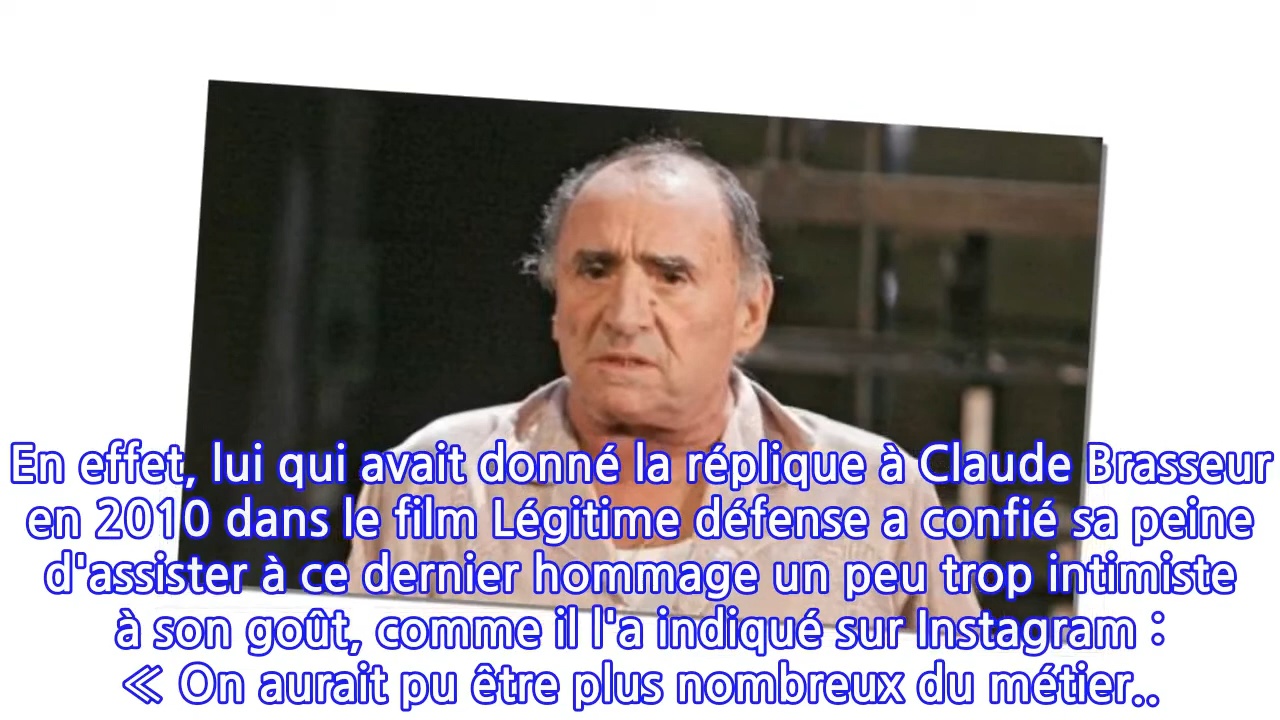 En effet, lui qui avait donné la réplique à Claude Brasseur
en 2010 dans le film Légitime défense a confié sa peine
d'assister à ce dernier hommage un peu trop intimiste
à son goût, comme il l'a indiqué sur Instagram :
≪ On aurait pu être plus nombreux du métier..